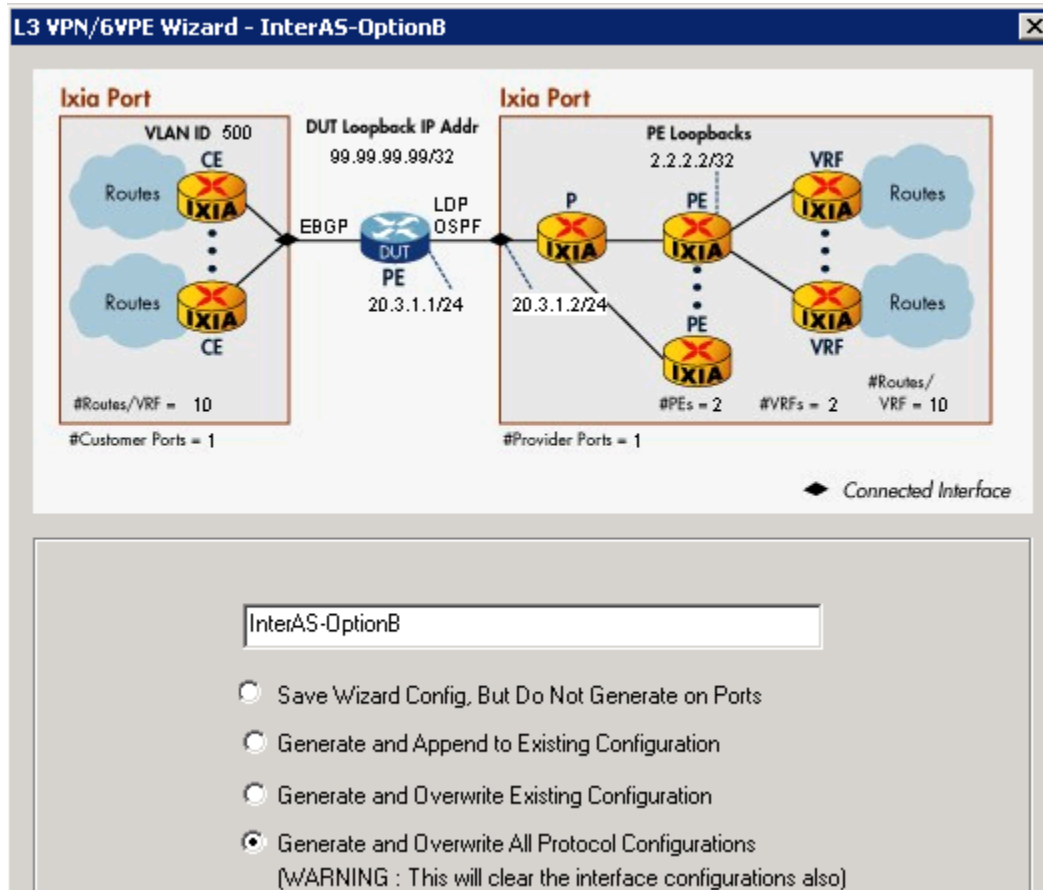 L3 VPN/6VPE Wizard - InterAS-OptionB
Ixia Port
VLAN ID 500
CE
Routes
IXIA
Routes
IXIA
CE
#Routes/VRF = 10
#Customer Ports = 1
DUT Loopback IP Addr
99.99.99.99/32
EBGP
LDP
OSPF
DUT
PE
20.3.1.1/24
Ixia Port
20.3.1.2/24
P
IXIA
PE Loopbacks
2.2.2.2/32
PE
IXIA
PE
IXIA
VRF
IXIA
Routes
IXIA
VRF
Routes
#PEs = 2
#VRFs = 2
#Routes/
VRF = 10
#Provider Ports = 1
Connected Interface
InterAS-OptionB
Save Wizard Config, But Do Not Generate on Ports
Generate and Append to Existing Configuration
Generate and Overwrite Existing Configuration
Generate and Overwrite All Protocol Configurations
(WARNING : This will clear the interface configurations also)